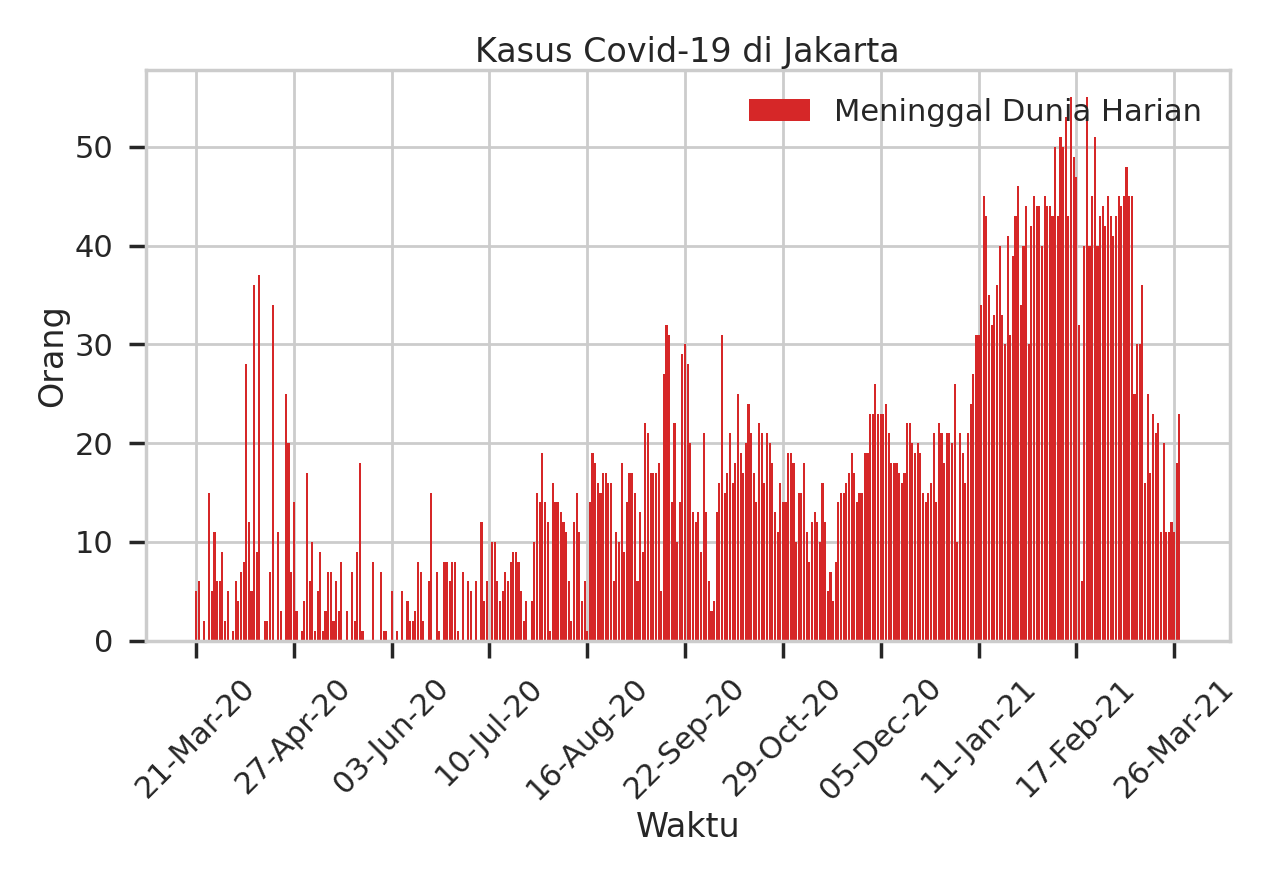 Kasus Covid-19 di Jakarta
Meninggal Dunia Harian
Orang
50
40
30
20
10
0
21-Mar-20
27-Apr-20
03-Jun-20
10-Jul-20
16-Aug-20
22-Sep-20
29-Oct-20
05-Dec-20
11-Jan-21
17-Feb-21
26-Mar-21
Waktu